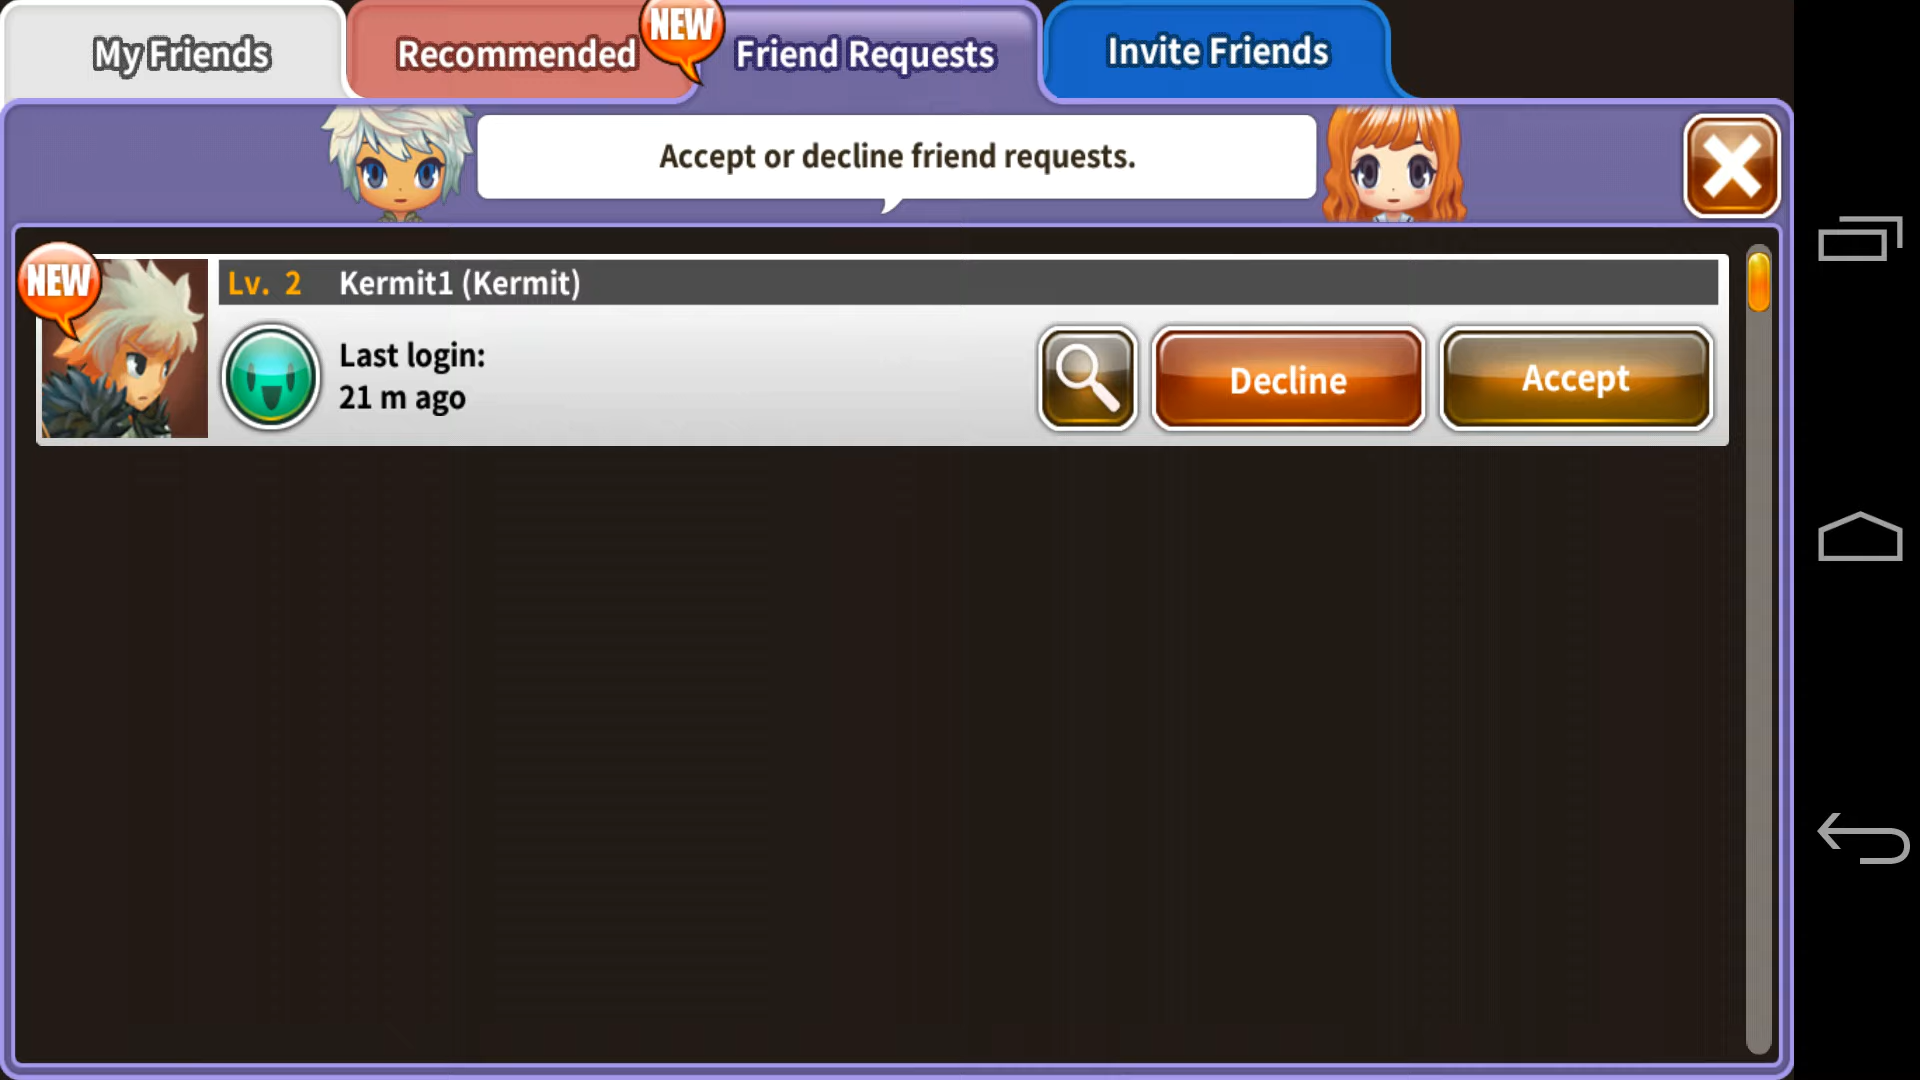 My Friends
Recommended
NEW
Friend Requests
Invite Friends
Accept or decline friend requests.
NEW
Lv. 2 Kermit1 (Kermit)
Last login:
21 m ago
Decline
Accept